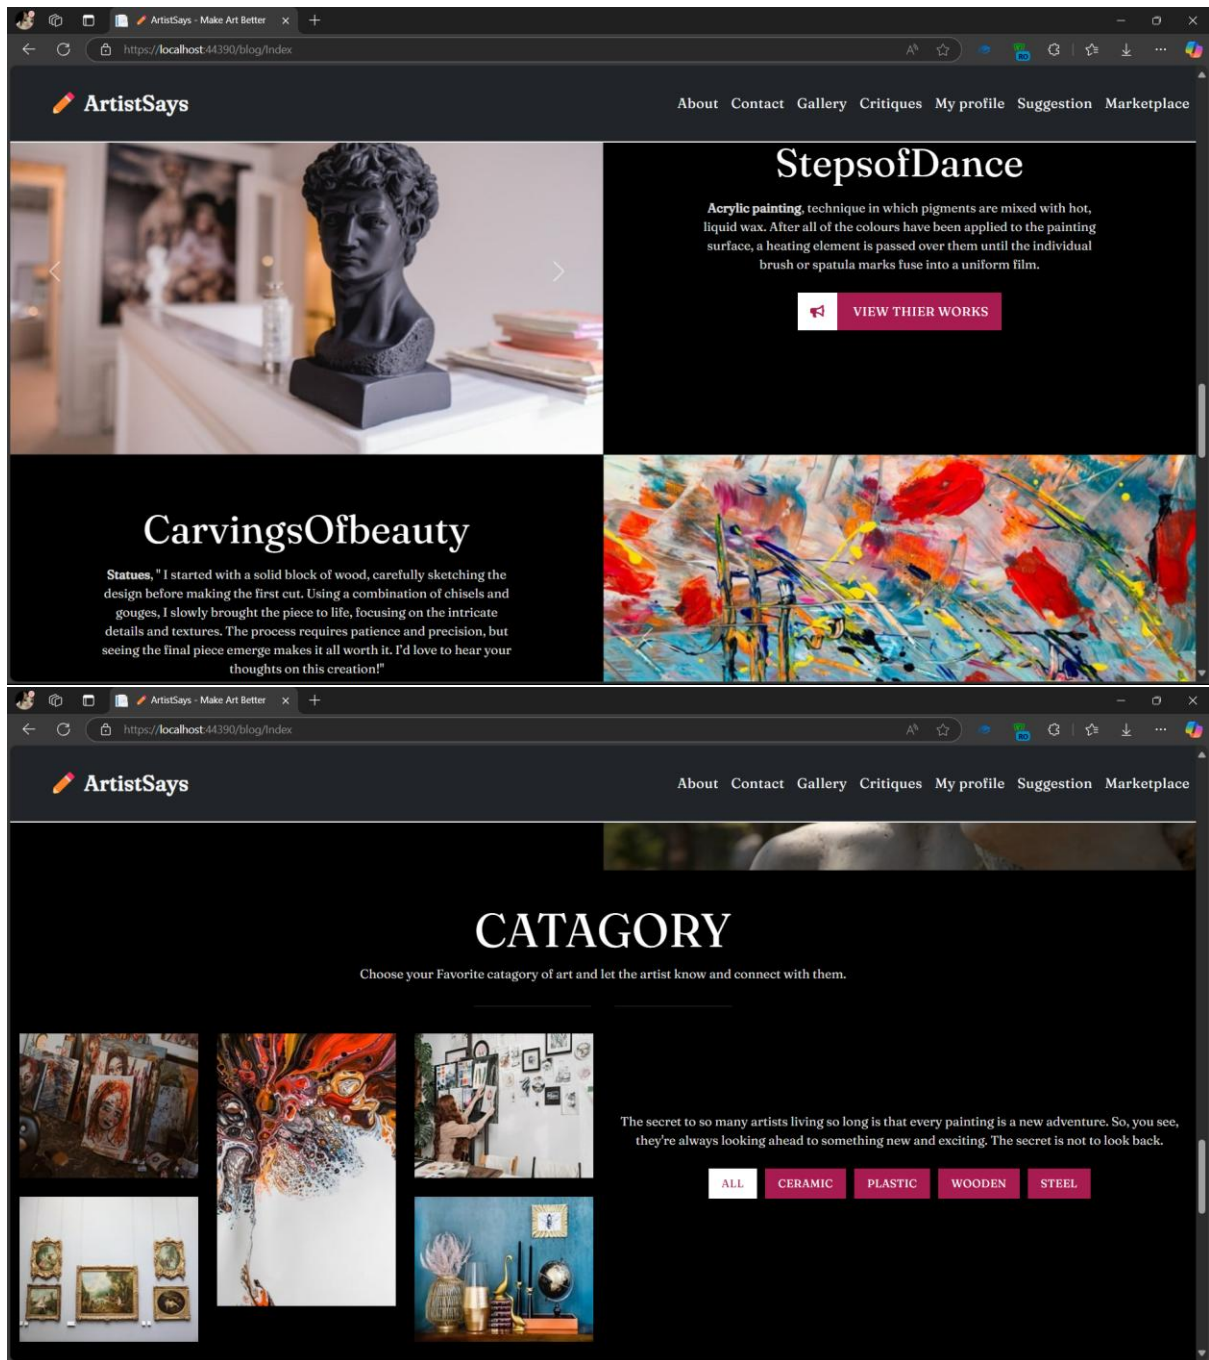 ArtistSays - Make Art Better
https://localhost:44390/blog/Index
ArtistSays
About Contact Gallery Critiques My profile Suggestion Marketplace
StepsofDance
Acrylic painting, technique in which pigments are mixed with hot,
liquid wax. After all of the colours have been applied to the painting
surface, a heating element is passed over them until the individual
brush or spatula marks fuse into a uniform film.
VIEW THIER WORKS
CarvingsOfbeauty
Statues, " I started with a solid block of wood, carefully sketching the
design before making the first cut. Using a combination of chisels and
gouges, I slowly brought the piece to life, focusing on the intricate
details and textures. The process requires patience and precision, but
seeing the final piece emerge makes it all worth it. I'd love to hear your
thoughts on this creation!"
ArtistSays - Make Art Better
https://localhost:44390/blog/Index
ArtistSays
About Contact Gallery Critiques My profile Suggestion Marketplace
CATAGORY
Choose your Favorite catagory of art and let the artist know and connect with them.
The secret to so many artists living so long is that every painting is a new adventure. So, you see,
they're always looking ahead to something new and exciting. The secret is not to look back.
ALL CERAMIC PLASTIC WOODEN STEEL